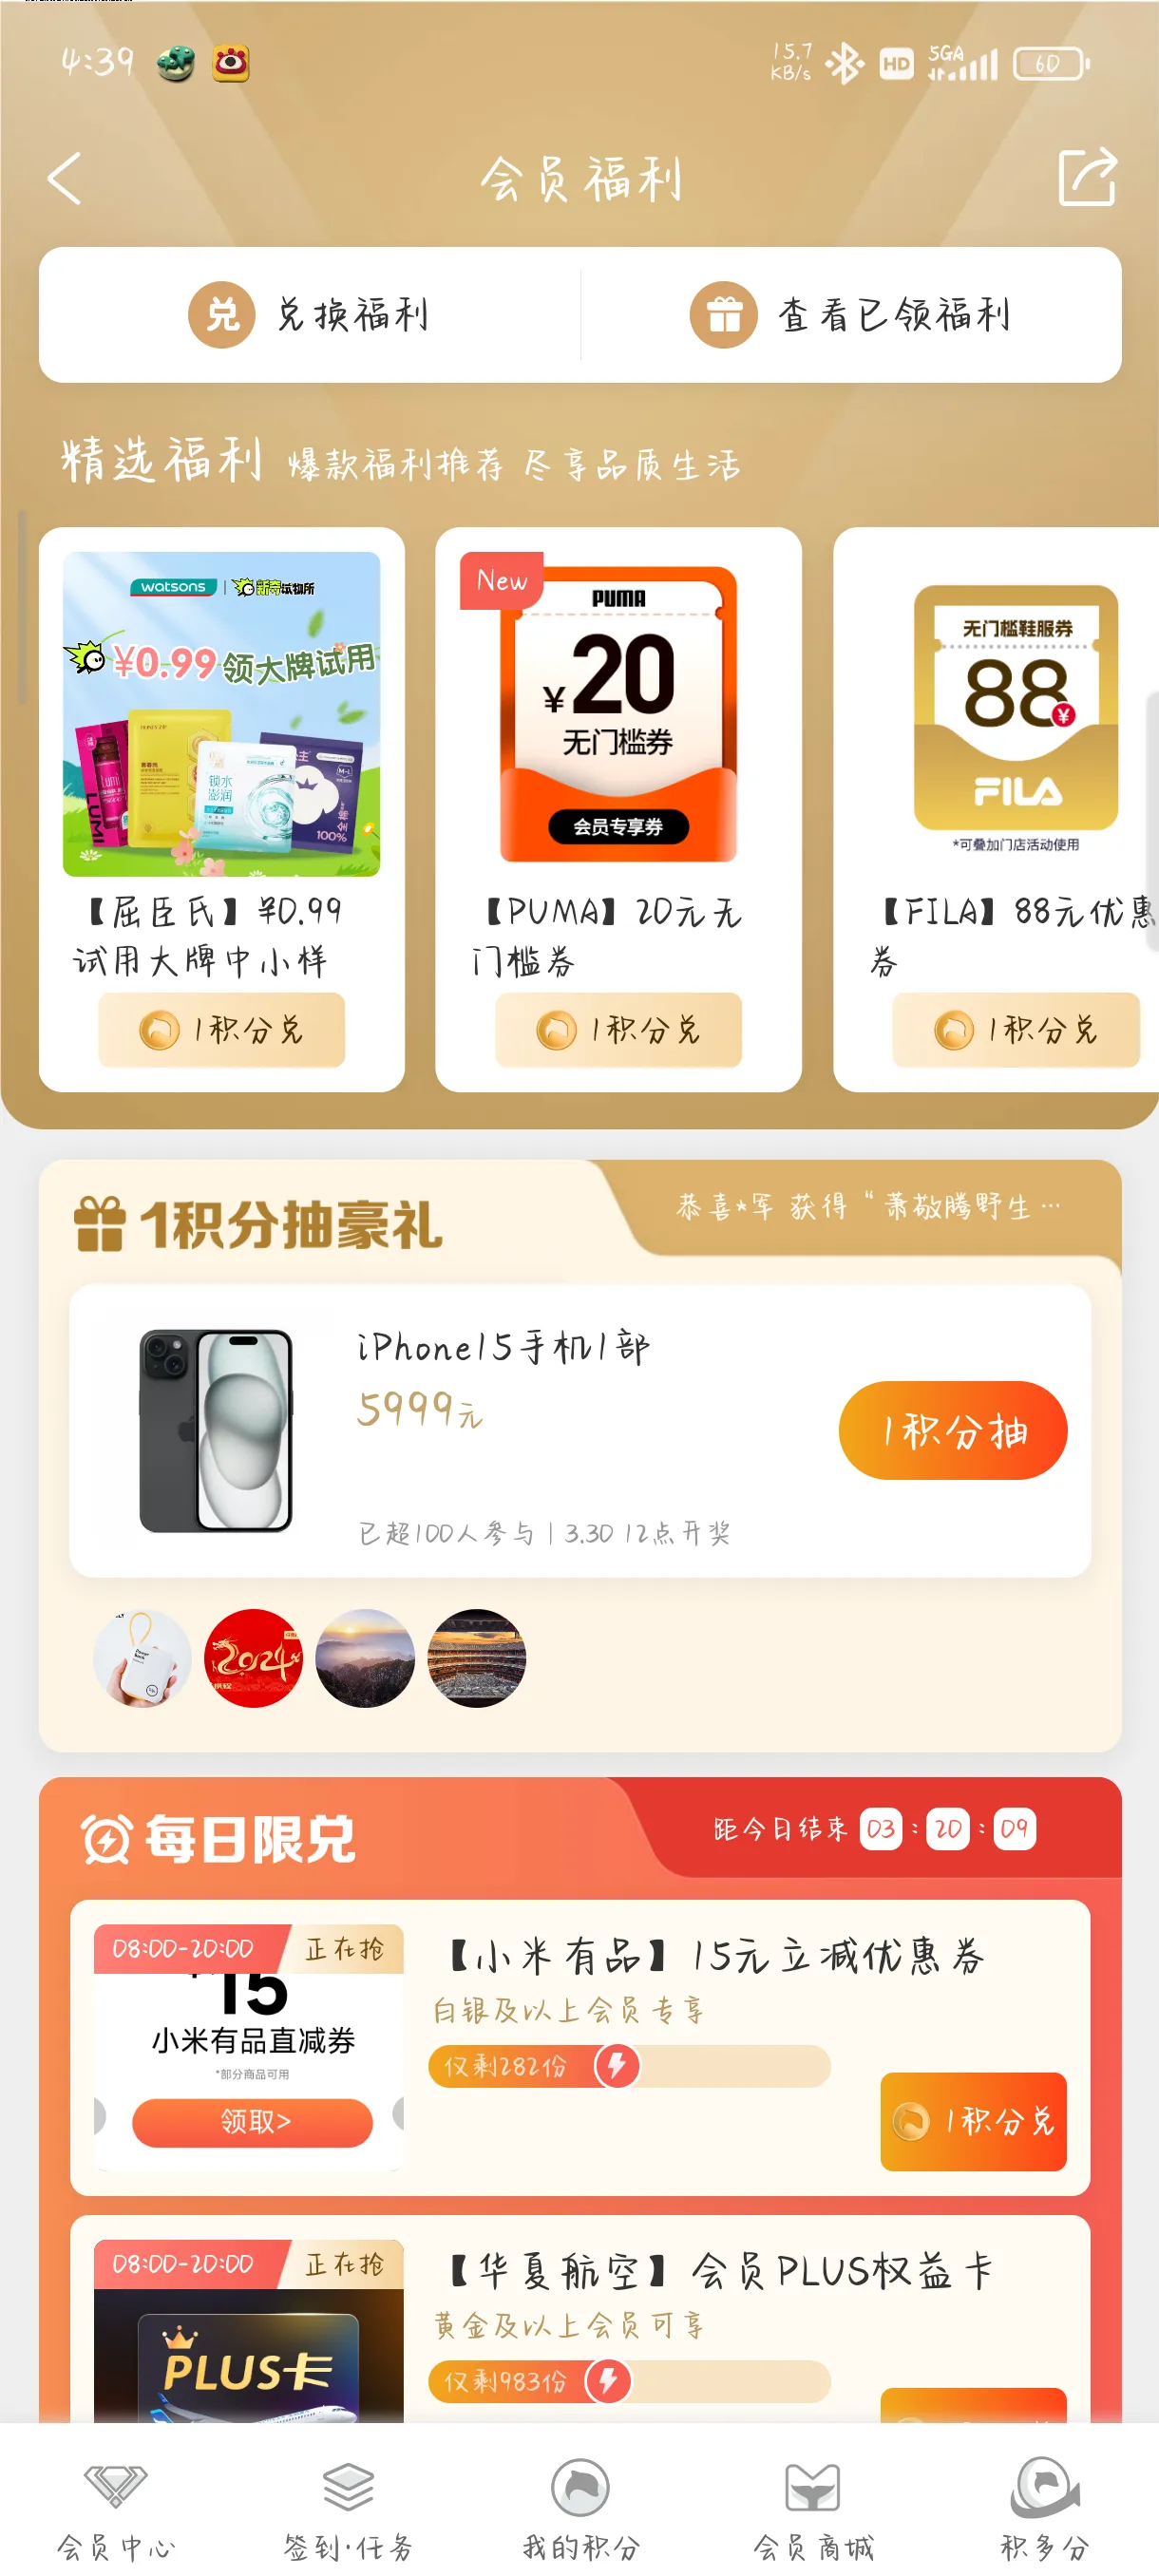 4:39
15.7
KB/s
HD
5GA
60
会员福利
兑 兑换福利
查看已领福利
精选福利 爆款福利推荐 尽享品质生活
watsons | 新奇试物所
¥0.99 领大牌试用
LUMI
锁水
澎润
M-L
100%
全棉
【屈臣氏】¥0.99
试用大牌中小样
1积分兑
New
PUMA
¥20
无门槛券
会员专享券
【PUMA】20元无
门槛券
1积分兑
无门槛鞋服券
88¥
FILA
*可叠加门店活动使用
【FILA】88元优惠
券
1积分兑
1积分抽豪礼
恭喜*军 获得“萧敬腾野生…
iPhone15手机1部
5999元
1积分抽
已超100人参与 | 3.30 12点开奖
2024
每日限兑
距今日结束 03 : 20 : 09
08:00-20:00 正在抢
15
小米有品直减券
*部分商品可用
领取>
【小米有品】15元立减优惠券
白银及以上会员专享
仅剩282份
1积分兑
08:00-20:00 正在抢
PLUS卡
【华夏航空】会员PLUS权益卡
黄金及以上会员可享
仅剩983份
会员中心
签到·任务
我的积分
会员商城
积多分